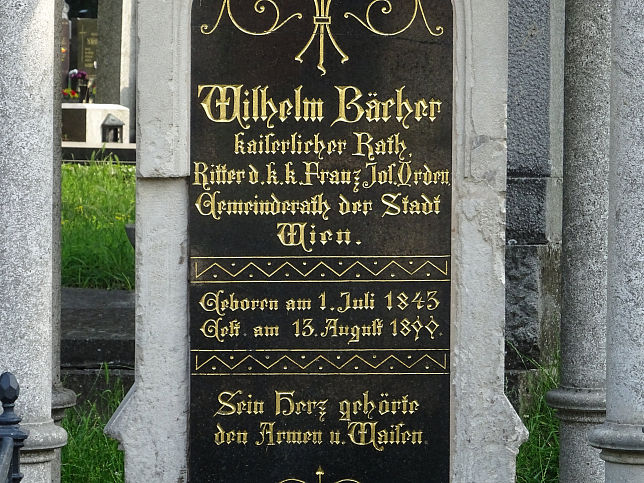 Wilhelm Bächer
kaiserlicher Rath,
Ritter d. k. k. Franz Jos. Orden,
Gemeinderath der Stadt
Wien.
Geboren am 1. Juli 1843
Gest. am 13. August 1899.
Sein Herz gehörte
den Armen u. Waisen.